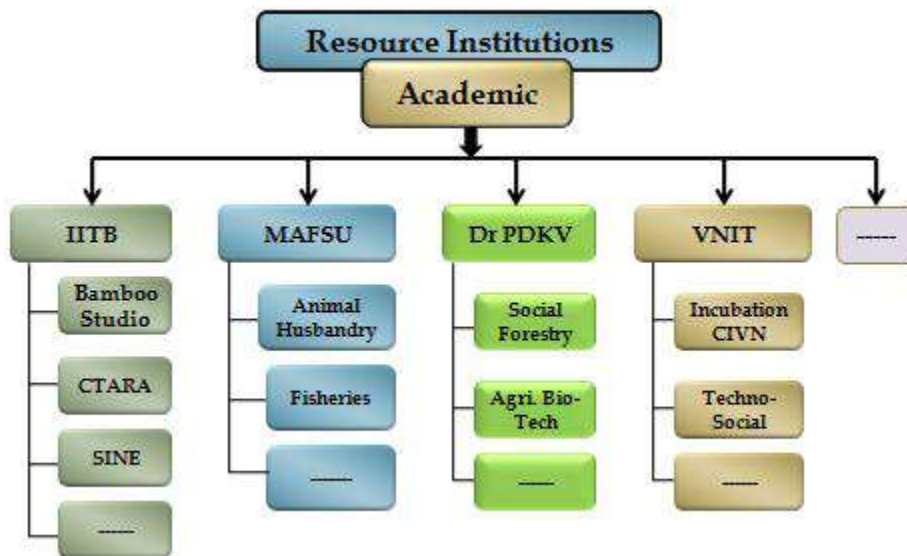 Resource Institutions
Academic
IITB
Bamboo
Studio
CTARA
SINE
------
MAFSU
Animal
Husbandry
Fisheries
------
Dr PDKV
Social
Forestry
Agri. Bio-
Tech
-----
VNIT
Incubation
CIVN
Techno-
Social
-----
-----